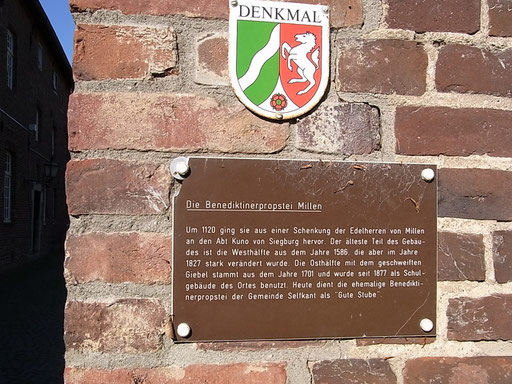 DENKMAL
Die Benediktinerpropstei Millen
Um 1120 ging sie aus einer Schenkung der Edelherren von Millen
an den Abt Kuno von Siegburg hervor. Der älteste Teil des Gebäu-
des ist die Westhälfte aus dem Jahre 1586, die aber im Jahre
1827 stark verändert wurde. Die Osthälfte mit dem geschweiften
Giebel stammt aus dem Jahre 1701 und wurde seit 1877 als Schul-
gebäude des Ortes benutzt. Heute dient die ehemalige Benedikti-
nerpropstei der Gemeinde Selfkant als "Gute Stube".